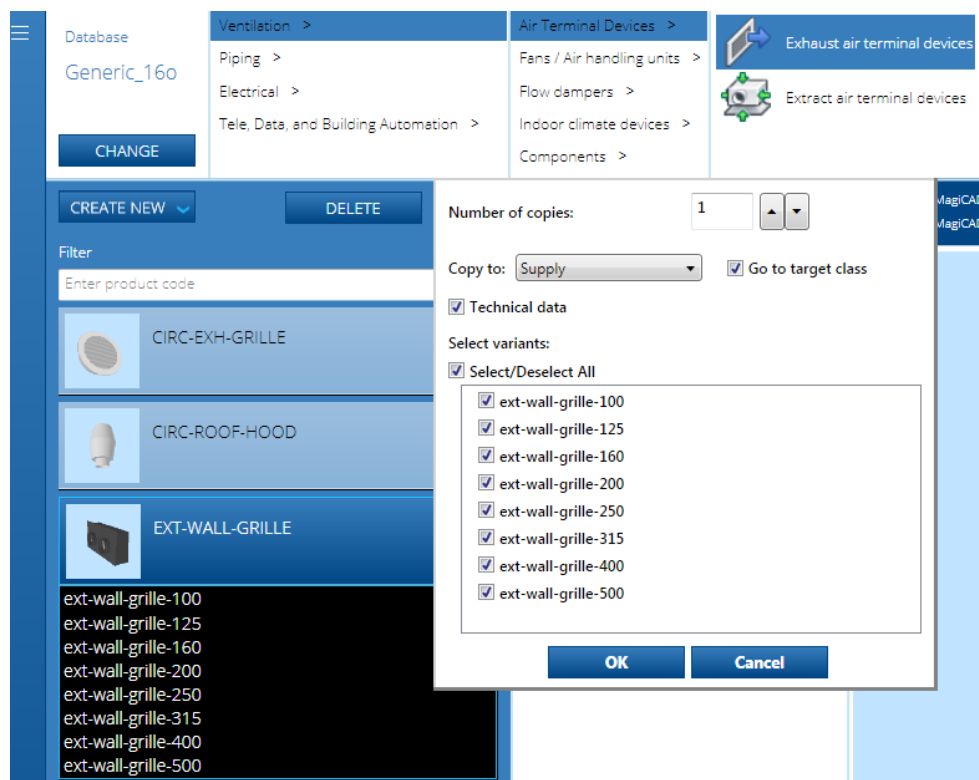 Database
Generic_16o
CHANGE
Ventilation >
Piping >
Electrical >
Tele, Data, and Building Automation >
Air Terminal Devices >
Fans / Air handling units >
Flow dampers >
Indoor climate devices >
Components >
Exhaust air terminal devices
Extract air terminal devices
CREATE NEW
DELETE
Filter
Enter product code
CIRC-EXH-GRILLE
CIRC-ROOF-HOOD
EXT-WALL-GRILLE
ext-wall-grille-100
ext-wall-grille-125
ext-wall-grille-160
ext-wall-grille-200
ext-wall-grille-250
ext-wall-grille-315
ext-wall-grille-400
ext-wall-grille-500
Number of copies: 1
Copy to: Supply Go to target class
Technical data
Select variants:
Select/Deselect All
ext-wall-grille-100
ext-wall-grille-125
ext-wall-grille-160
ext-wall-grille-200
ext-wall-grille-250
ext-wall-grille-315
ext-wall-grille-400
ext-wall-grille-500
OK Cancel